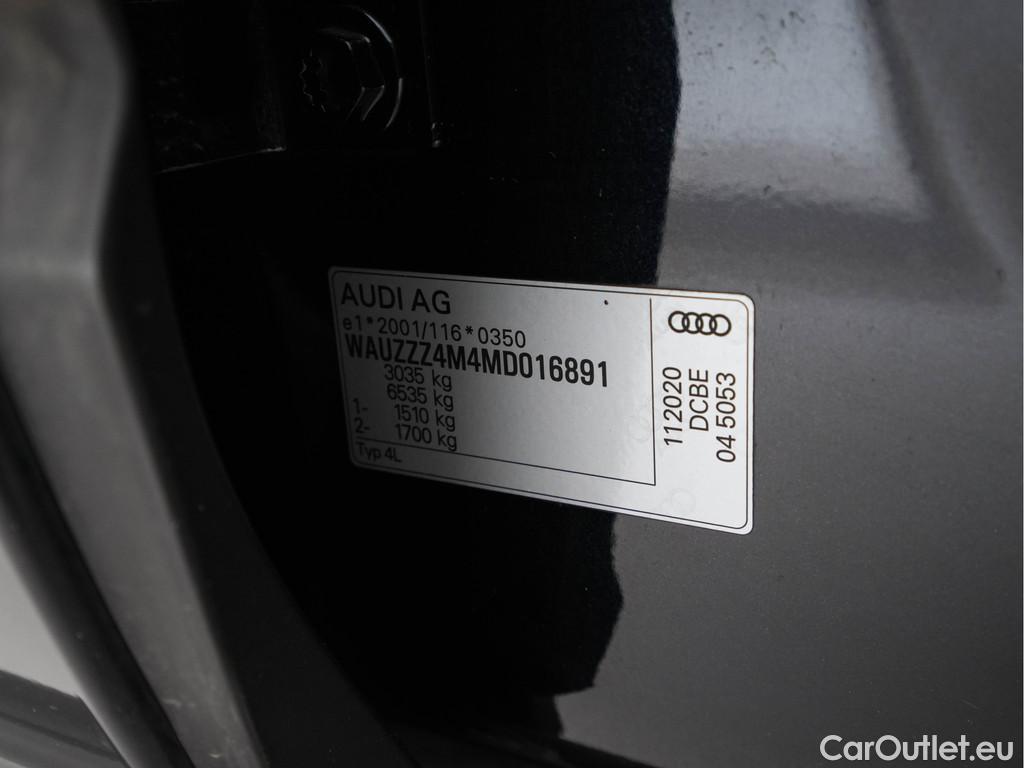 AUDI AG
e1*2001/116*0350
WAUZZZ4M4MD016891
3035 kg
6535 kg
1- 1510 kg
2- 1700 kg
Typ 4L
112020
DCBE
04 5053
CarOutlet.eu